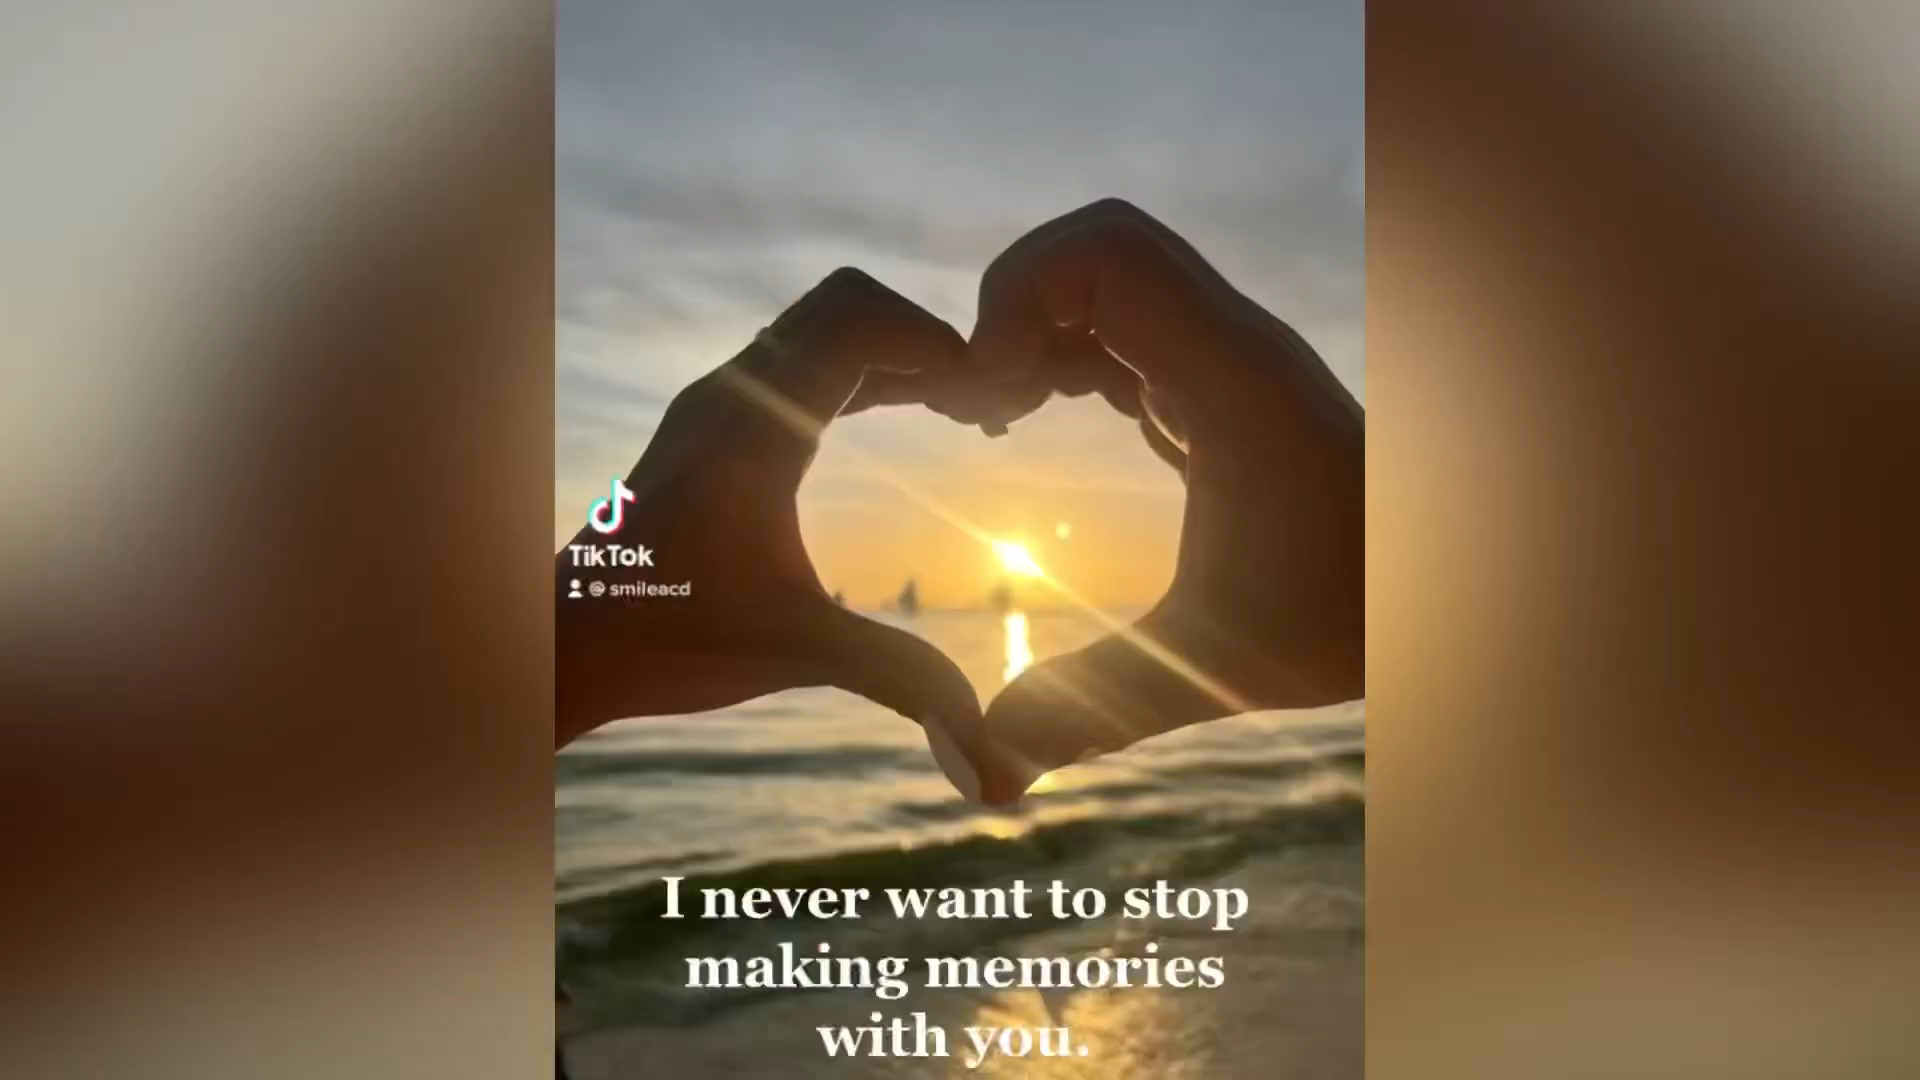 TikTok
@ smileacd
I never want to stop
making memories
with you.